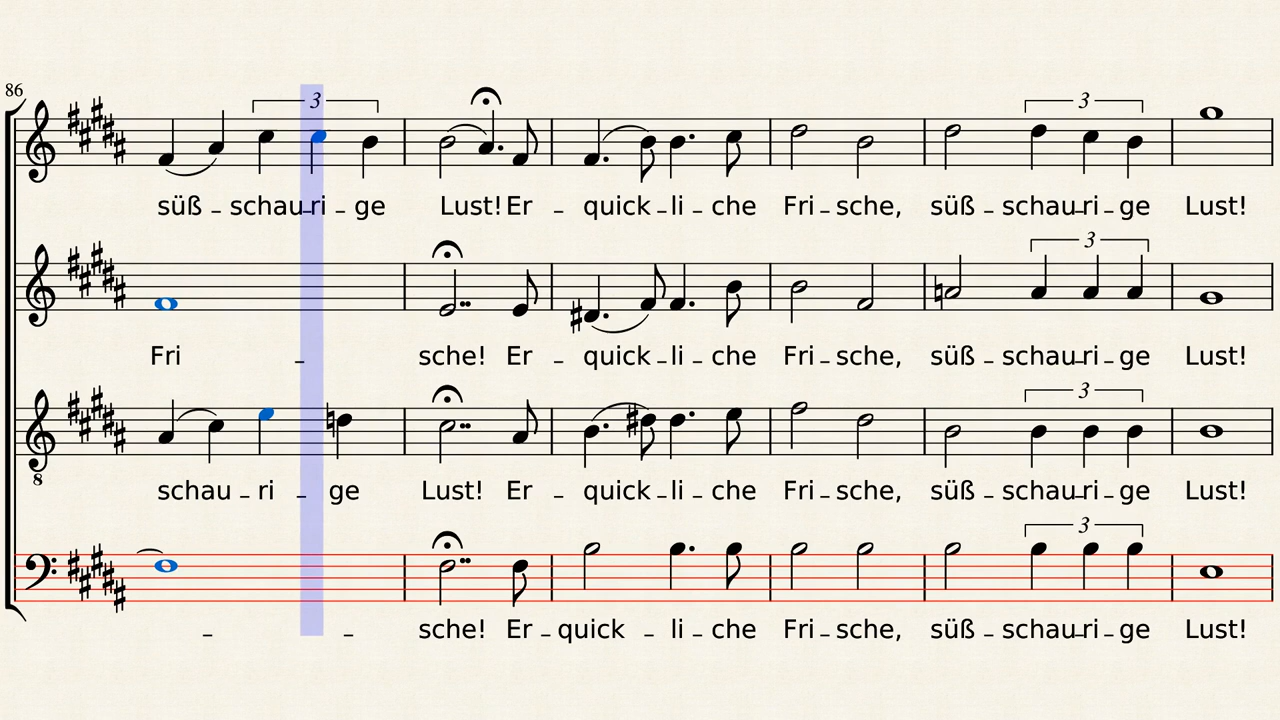 86
3
süß - schau - ri - ge Lust! Er - quick - li - che Fri - sche, süß - schau - ri - ge Lust!
3
3
Fri - sche! Er - quick - li - che Fri - sche, süß - schau - ri - ge Lust!
3
8
schau - ri - ge Lust! Er - quick - li - che Fri - sche, süß - schau - ri - ge Lust!
3
- - sche! Er - quick - li - che Fri - sche, süß - schau - ri - ge Lust!